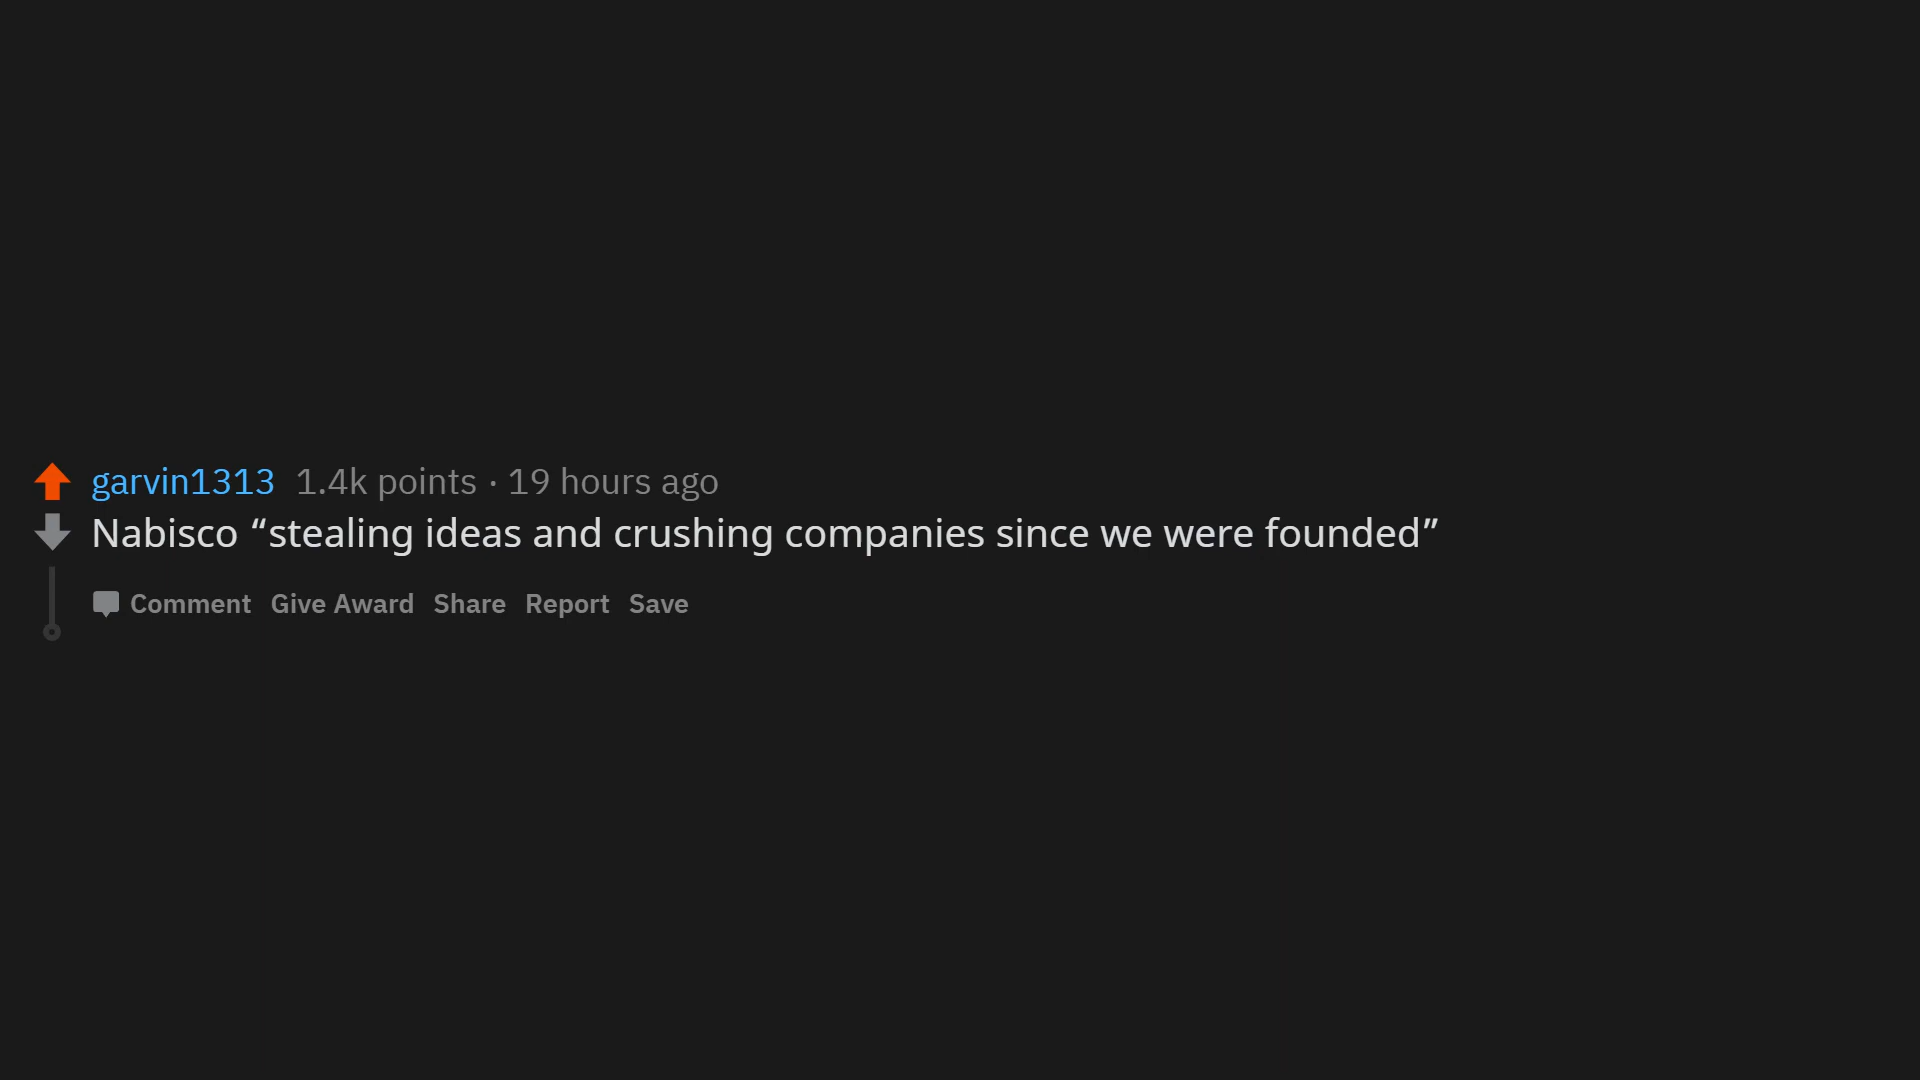 garvin1313 1.4k points · 19 hours ago
Nabisco “stealing ideas and crushing companies since we were founded”
Comment Give Award Share Report Save